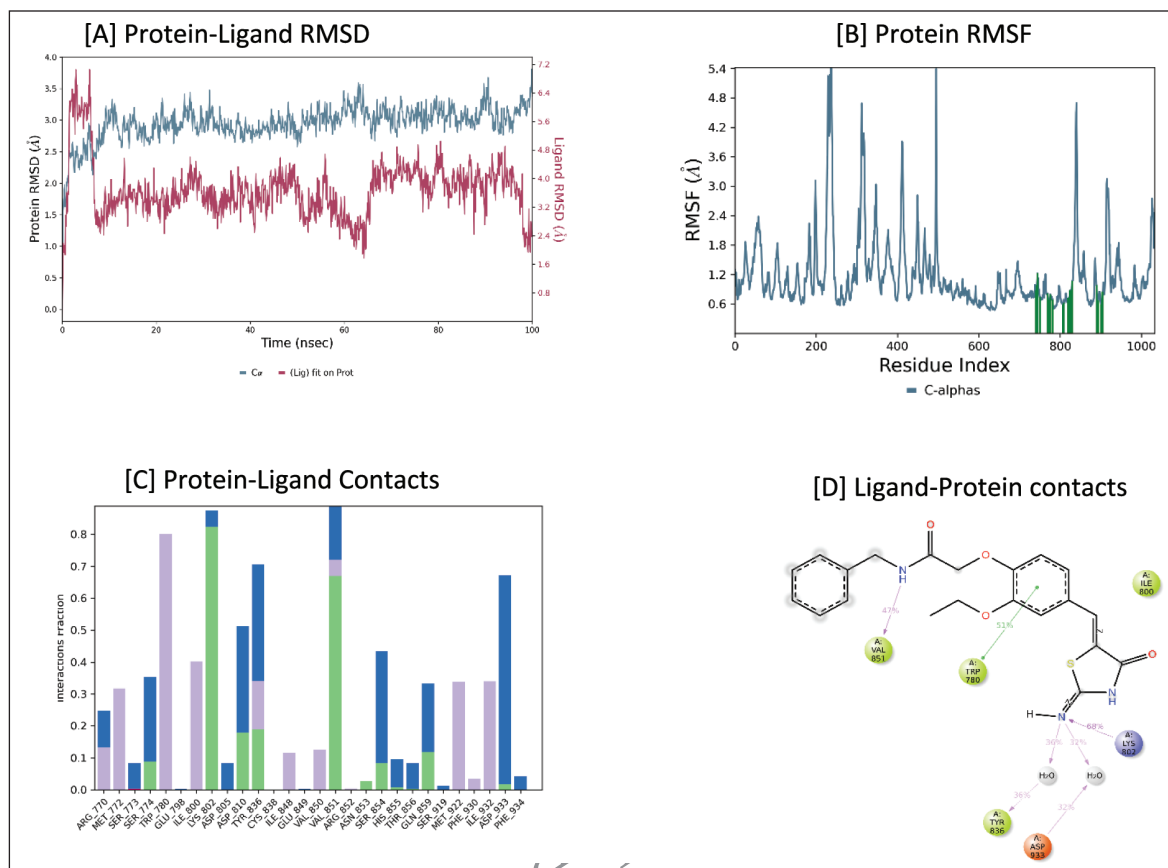 [A] Protein-Ligand RMSD
4.0
3.5
3.0
2.5
2.0
1.5
1.0
0.5
0.0
Protein RMSD (Å)
7.2
6.4
5.6
4.8
4.0
3.2
2.4
1.6
0.8
Ligand RMSD (Å)
0 20 40 60 80 100
Time (nsec)
Cα (Lig) fit on Prot
[B] Protein RMSF
5.4
4.8
4.2
3.6
3.0
2.4
1.8
1.2
0.6
RMSF (Å)
0 200 400 600 800 1000
Residue Index
C-alphas
[C] Protein-Ligand Contacts
0.8
0.7
0.6
0.5
0.4
0.3
0.2
0.1
0.0
Interactions Fraction
ARG_770
MET_772
SER_773
SER_774
TRP_780
GLU_798
ILE_800
LYS_802
ASP_805
ASP_810
TYR_836
CYS_838
ILE_848
GLU_849
VAL_850
VAL_851
ARG_852
ASN_853
SER_854
HIS_855
THR_856
GLN_859
SER_919
MET_922
PHE_930
ILE_932
ASP_933
PHE_934
[D] Ligand-Protein contacts
O
N
H
O
O
47%
51%
A:
VAL
851
A:
TRP
780
A:
ILE
800
Z
S
O
NH
H
N
68%
A:
LYS
802
36%
32%
H₂O
H₂O
36%
32%
A:
TYR
836
A:
ASP
933